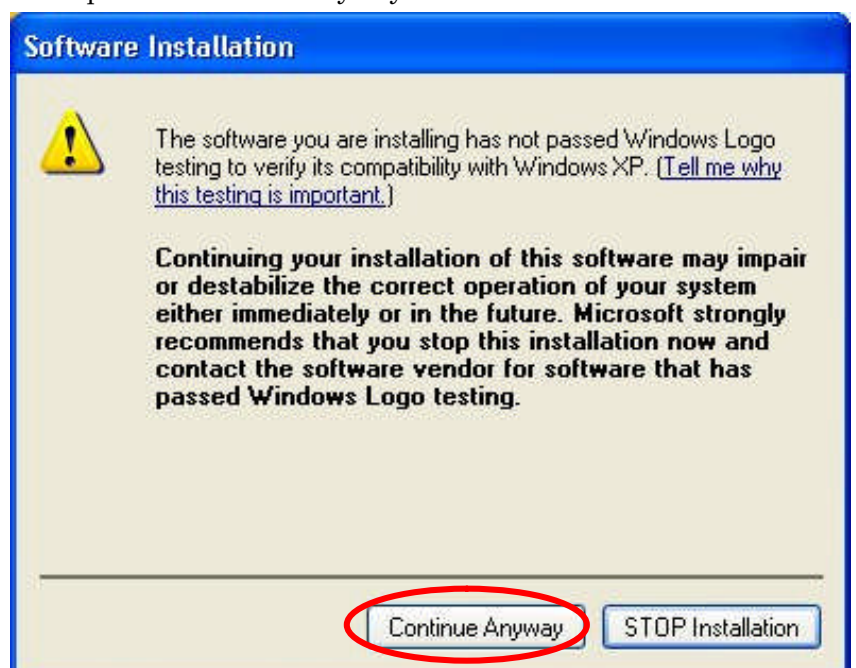 Software Installation
The software you are installing has not passed Windows Logo
testing to verify its compatibility with Windows XP. (Tell me why
this testing is important.)
Continuing your installation of this software may impair
or destabilize the correct operation of your system
either immediately or in the future. Microsoft strongly
recommends that you stop this installation now and
contact the software vendor for software that has
passed Windows Logo testing.
Continue Anyway STOP Installation